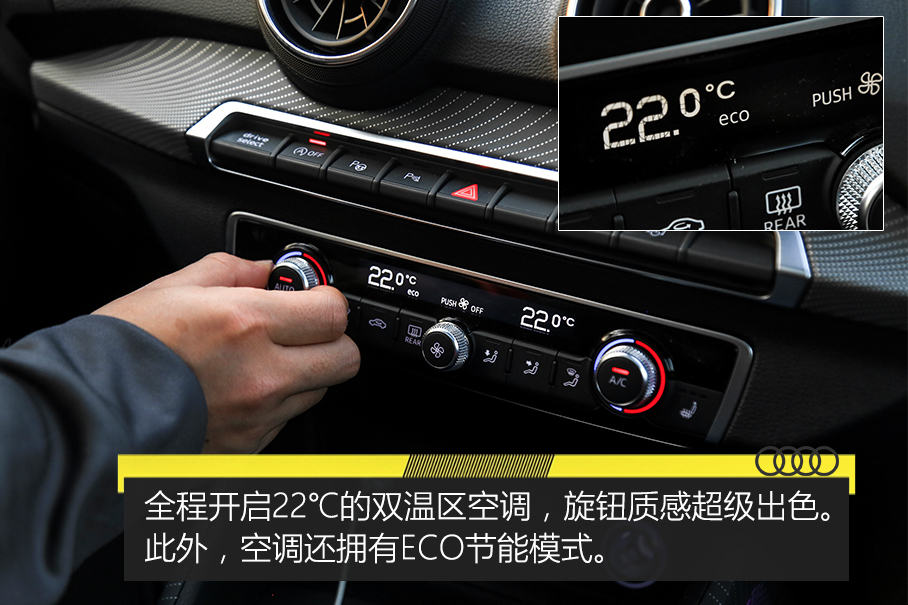 22.0°C
eco
PUSH
REAR
drive
select
OFF
P
P
AUTO
22.0°C
eco
PUSH OFF
22.0°C
REAR
A/C
全程开启22℃的双温区空调，旋钮质感超级出色。
此外，空调还拥有ECO节能模式。